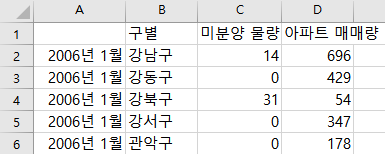 A B C D
1 구별 미분양 물량 아파트 매매량
2 2006년 1월 강남구 14 696
3 2006년 1월 강동구 0 429
4 2006년 1월 강북구 31 54
5 2006년 1월 강서구 0 347
6 2006년 1월 관악구 0 178